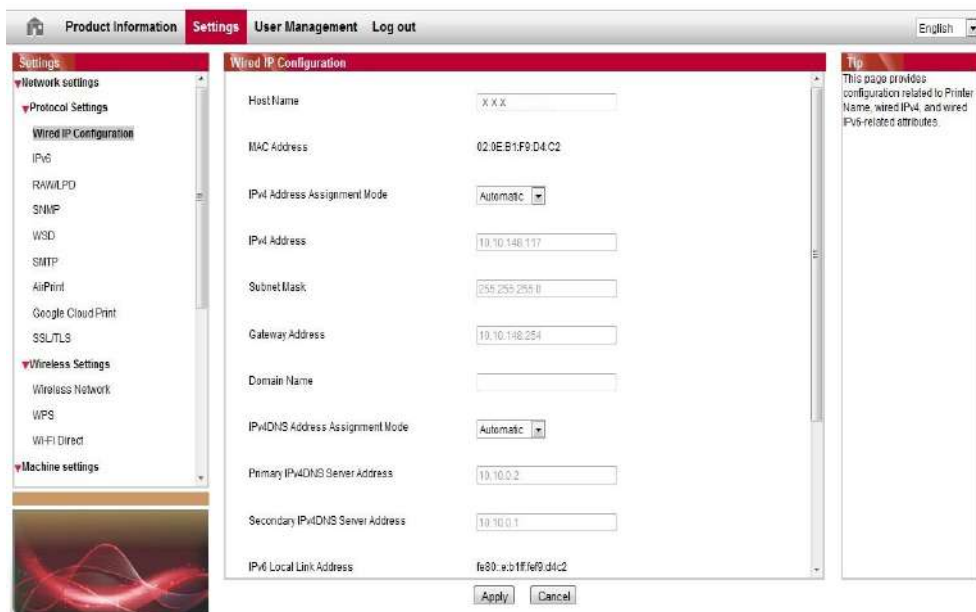 Product Information Settings User Management Log out English
Settings
Network settings
Protocol Settings
Wired IP Configuration
IPv6
RAW/LPD
SNMP
WSD
SMTP
AirPrint
Google Cloud Print
SSL/TLS
Wireless Settings
Wireless Network
WPS
Wi-Fi Direct
Machine settings
Wired IP Configuration
Host Name XXX
MAC Address 02:0E:B1:F9:D4:C2
IPv4 Address Assignment Mode Automatic
IPv4 Address 10.10.148.117
Subnet Mask 255.255.255.0
Gateway Address 10.10.148.254
Domain Name
IPv4DNS Address Assignment Mode Automatic
Primary IPv4DNS Server Address 10.10.0.2
Secondary IPv4DNS Server Address 10.10.0.1
IPv6 Local Link Address fe80::e:b1ff:fef9:d4c2
Apply Cancel
Tip
This page provides
configuration related to Printer
Name, wired IPv4, and wired
IPv6-related attributes.